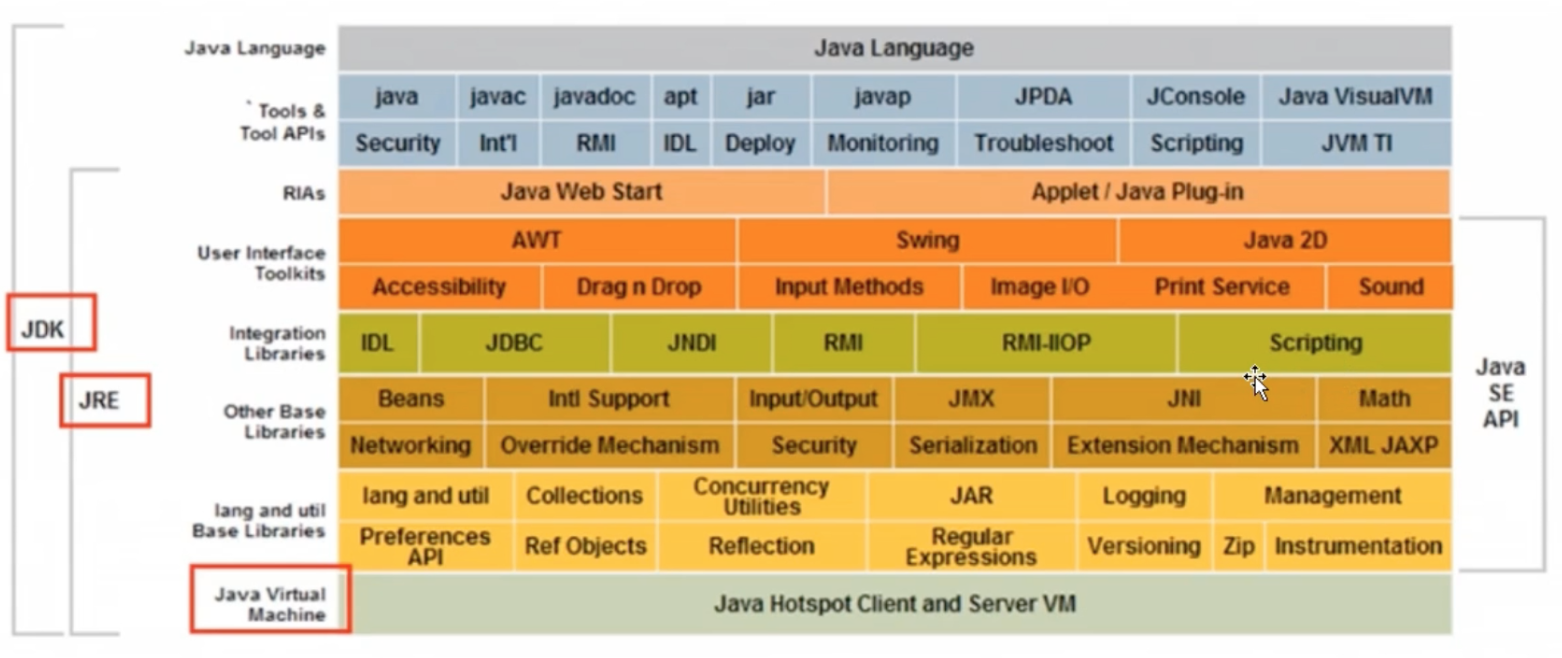 Java Language
Java Language
` Tools &
Tool APIs
java javac javadoc apt jar javap JPDA JConsole Java VisualVM
Security Int'l RMI IDL Deploy Monitoring Troubleshoot Scripting JVM TI
RIAs
Java Web Start Applet / Java Plug-in
User Interface
Toolkits
AWT Swing Java 2D
Accessibility Drag n Drop Input Methods Image I/O Print Service Sound
JDK
Integration
Libraries
IDL JDBC JNDI RMI RMI-IIOP Scripting
JRE
Other Base
Libraries
Beans Intl Support Input/Output JMX JNI Math
Networking Override Mechanism Security Serialization Extension Mechanism XML JAXP
Java
SE
API
lang and util
Base Libraries
lang and util Collections Concurrency
Utilities JAR Logging Management
Preferences
API Ref Objects Reflection Regular
Expressions Versioning Zip Instrumentation
Java Virtual
Machine
Java Hotspot Client and Server VM